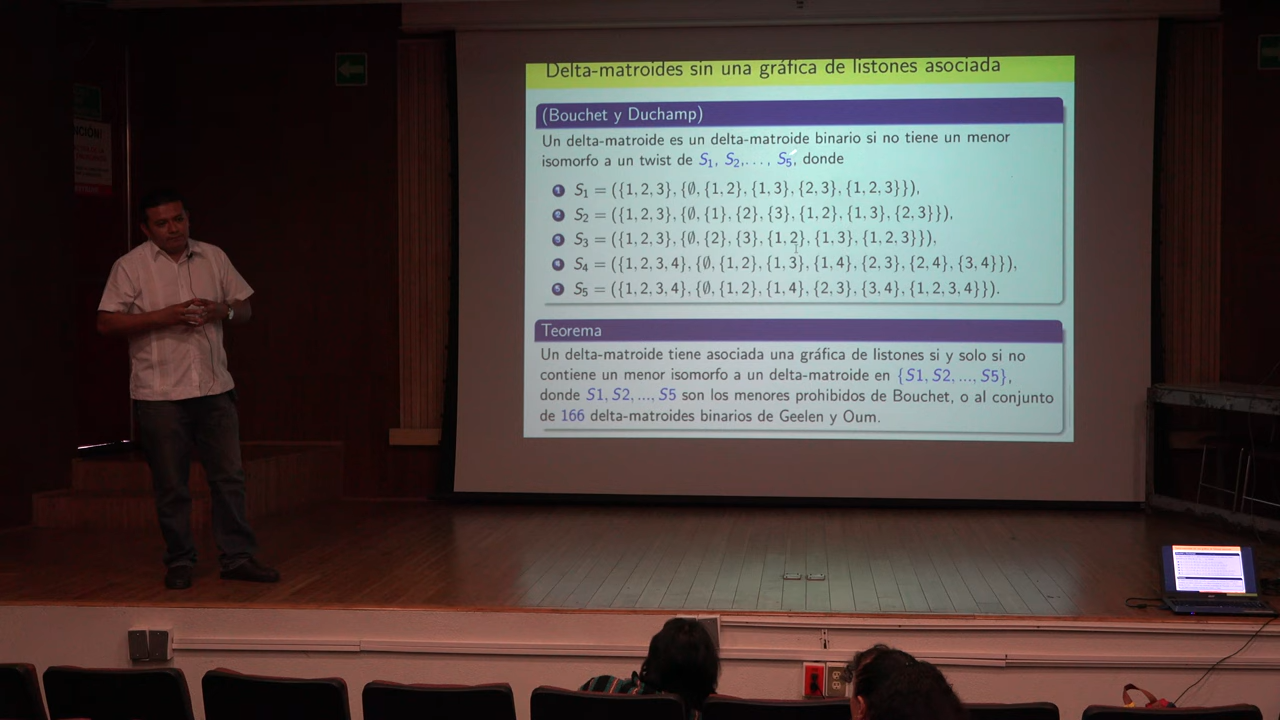 Delta-matroides sin una gráfica de listones asociada
(Bouchet y Duchamp)
Un delta-matroide es un delta-matroide binario si no tiene un menor
isomorfo a un twist de S₁, S₂,..., S₅, donde
1 S₁ = ({1, 2, 3}, {∅, {1, 2}, {1, 3}, {2, 3}, {1, 2, 3}}),
2 S₂ = ({1, 2, 3}, {∅, {1}, {2}, {3}, {1, 2}, {1, 3}, {2, 3}}),
3 S₃ = ({1, 2, 3}, {∅, {2}, {3}, {1, 2}, {1, 3}, {1, 2, 3}}),
4 S₄ = ({1, 2, 3, 4}, {∅, {1, 2}, {1, 3}, {1, 4}, {2, 3}, {2, 4}, {3, 4}}),
5 S₅ = ({1, 2, 3, 4}, {∅, {1, 2}, {1, 4}, {2, 3}, {3, 4}, {1, 2, 3, 4}}).
Teorema
Un delta-matroide tiene asociada una gráfica de listones si y solo si no
contiene un menor isomorfo a un delta-matroide en {S1, S2, ..., S5},
donde S1, S2, ..., S5 son los menores prohibidos de Bouchet, o al conjunto
de 166 delta-matroides binarios de Geelen y Oum.